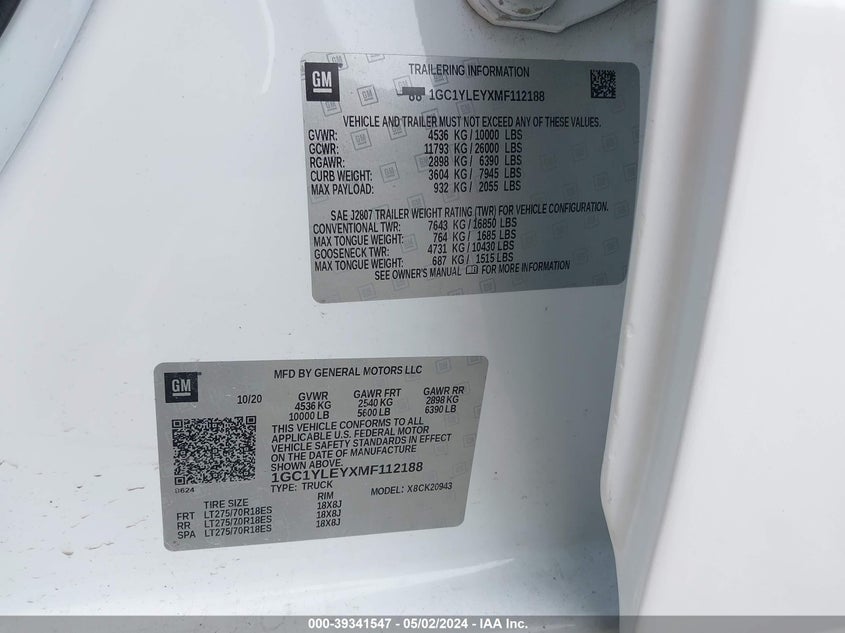 GM
TRAILERING INFORMATION
1GC1YLEYXMF112188
VEHICLE AND TRAILER MUST NOT EXCEED ANY OF THESE VALUES.
GVWR: 4536 KG/10000 LBS
GCWR: 11793 KG/26000 LBS
RGAWR: 2898 KG/ 6390 LBS
CURB WEIGHT: 3604 KG/ 7945 LBS
MAX PAYLOAD: 932 KG/ 2055 LBS
SAE J2807 TRAILER WEIGHT RATING (TWR) FOR VEHICLE CONFIGURATION.
CONVENTIONAL TWR: 7643 KG/16850 LBS
MAX TONGUE WEIGHT: 764 KG/ 1685 LBS
GOOSENECK TWR: 4731 KG/10430 LBS
MAX TONGUE WEIGHT: 687 KG/ 1515 LBS
SEE OWNER'S MANUAL FOR MORE INFORMATION
GM
MFD BY GENERAL MOTORS LLC
10/20 GVWR GAWR FRT GAWR RR
4536 KG 2540 KG 2898 KG
10000 LB 5600 LB 6390 LB
THIS VEHICLE CONFORMS TO ALL
APPLICABLE U.S. FEDERAL MOTOR
VEHICLE SAFETY STANDARDS IN EFFECT
ON THE DATE OF MANUFACTURE
SHOWN ABOVE.
1GC1YLEYXMF112188
TYPE: TRUCK MODEL: X8CK20943
TIRE SIZE RIM
FRT LT275/70R18ES 18X8J
RR LT275/70R18ES 18X8J
SPA LT275/70R18ES 18X8J
000-39341547 - 05/02/2024 - IAA Inc.